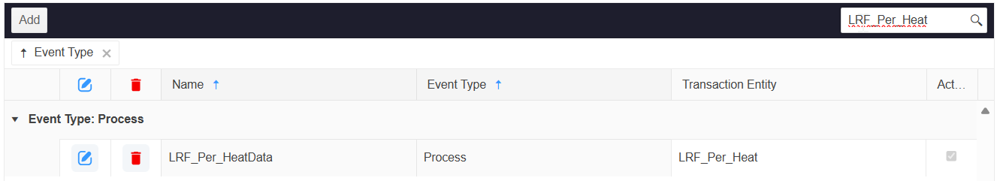 Add LRF_Per_Heat
↑ Event Type ×
Name ↑ Event Type ↑ Transaction Entity Act...
Event Type: Process
LRF_Per_HeatData Process LRF_Per_Heat